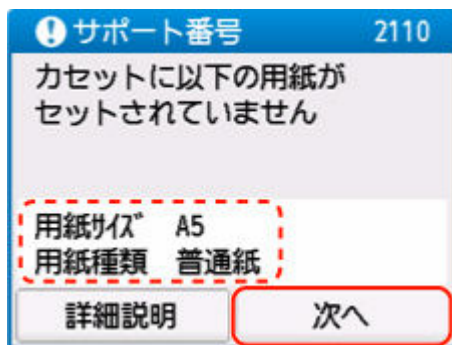 サポート番号 2110
カセットに以下の用紙が
セットされていません
用紙ｻｲｽﾞ A5
用紙種類 普通紙
詳細説明 次へ